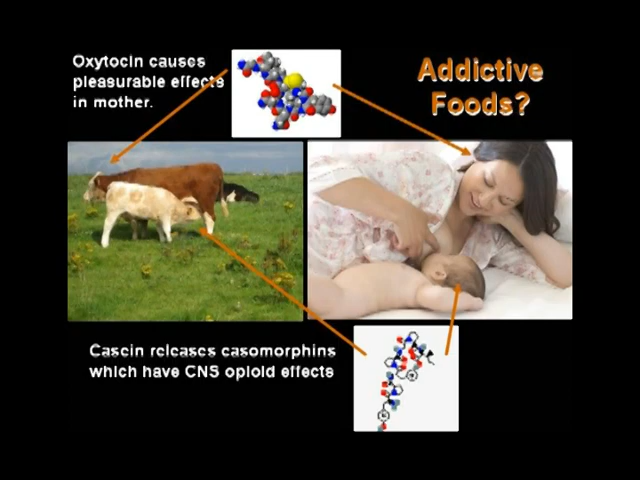 Oxytocin causes
pleasurable effects
in mother.
Addictive
Foods?
Casein releases casomorphins
which have CNS opioid effects